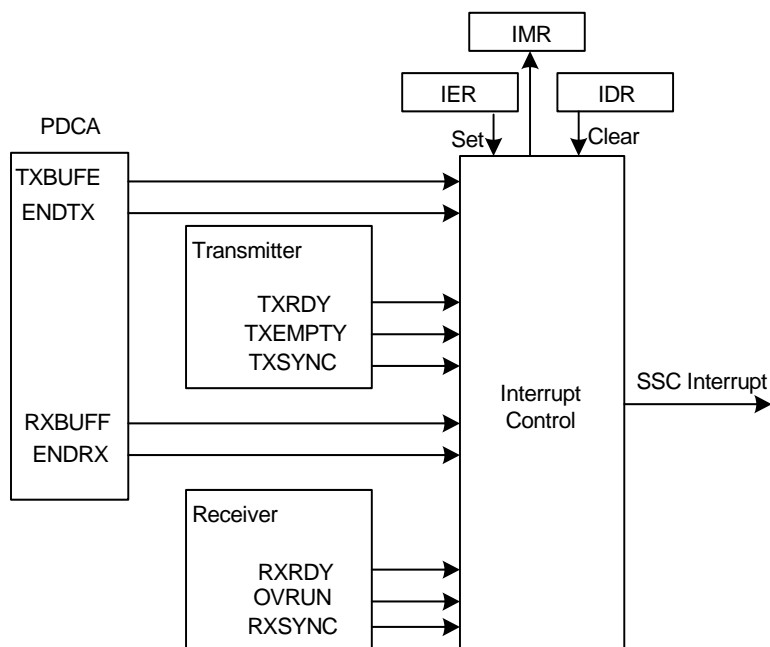 IMR
IER
IDR
PDCA
Set
Clear
TXBUFE
ENDTX
Transmitter
TXRDY
TXEMPTY
TXSYNC
SSC Interrupt
Interrupt
Control
RXBUFF
ENDRX
Receiver
RXRDY
OVRUN
RXSYNC